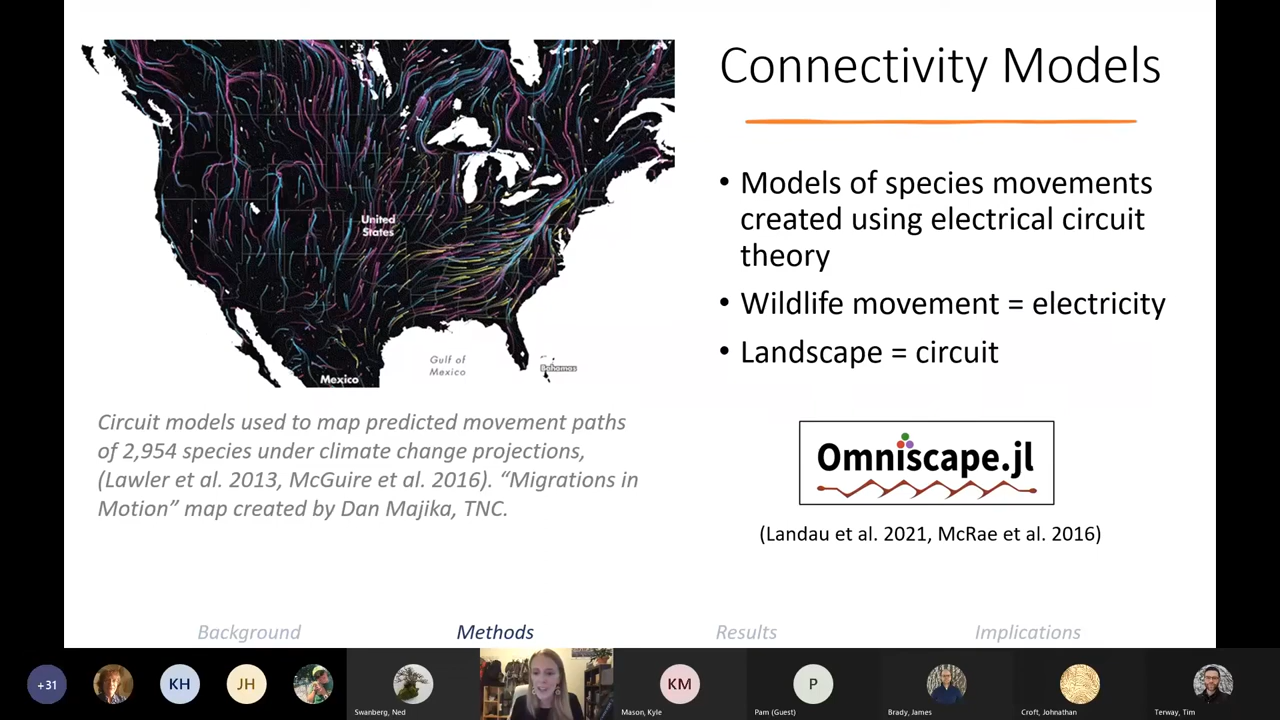 Connectivity Models
United
States
Gulf of
Mexico
Bahamas
Mexico
• Models of species movements
created using electrical circuit
theory
• Wildlife movement = electricity
• Landscape = circuit
Circuit models used to map predicted movement paths
of 2,954 species under climate change projections,
(Lawler et al. 2013, McGuire et al. 2016). “Migrations in
Motion” map created by Dan Majika, TNC.
Omniscape.jl
(Landau et al. 2021, McRae et al. 2016)
Background Methods Results Implications
+31 KH JH KM P
Swanberg, Ned Mason, Kyle Pam (Guest) Brady, James Croft, Johnathan Terway, Tim